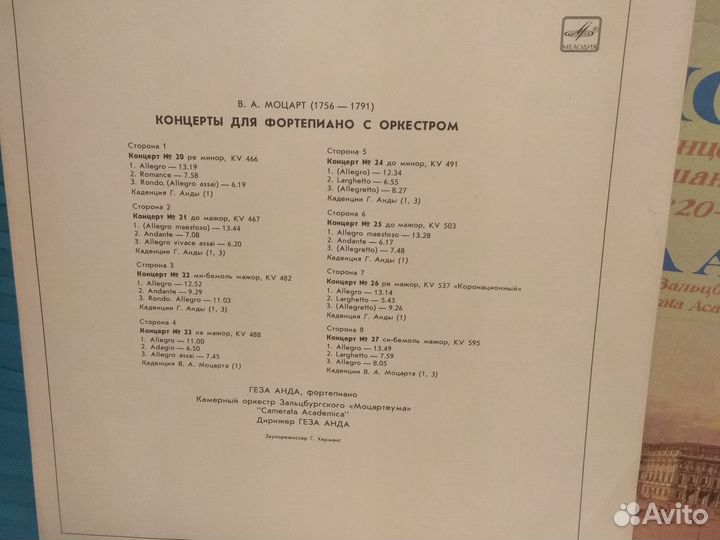 МЕЛОДИЯ
В. А. МОЦАРТ (1756 — 1791)
КОНЦЕРТЫ ДЛЯ ФОРТЕПИАНО С ОРКЕСТРОМ
Сторона 1
Концерт № 20 ре минор, KV 466
1. Allegro — 13.19
2. Romance — 7.58
3. Rondo. (Allegro assai) — 6.19
Каденции Г. Анды (1)
Сторона 2
Концерт № 21 до мажор, KV 467
1. (Allegro maestoso) — 13.44
2. Andante — 7.08
3. Allegro vivace assai — 6.20
Каденции Г. Анды (1, 3)
Сторона 3
Концерт № 22 ми-бемоль мажор, KV 482
1. Allegro — 12.52
2. Andante — 9.29
3. Rondo. Allegro — 11.03
Каденции Г. Анды (1, 3)
Сторона 4
Концерт № 23 ля мажор, KV 488
1. Allegro — 11.00
2. Adagio — 6.50
3. Allegro assai — 7.45
Каденция В. А. Моцарта (1)
Сторона 5
Концерт № 24 до минор, KV 491
1. (Allegro) — 12.34
2. Larghetto — 6.55
3. (Allegretto) — 8.27
Каденции Г. Анды (1, 3)
Сторона 6
Концерт № 25 до мажор, KV 503
1. Allegro maestoso — 13.28
2. Andante — 6.17
3. (Allegretto) — 7.48
Каденции Г. Анды (1, 3)
Сторона 7
Концерт № 26 ре мажор, KV 537 «Коронационный»
1. Allegro — 13.14
2. Larghetto — 5.43
3. (Allegretto) — 9.26
Каденция Г. Анды (1)
Сторона 8
Концерт № 27 си-бемоль мажор, KV 595
1. Allegro — 13.49
2. Larghetto — 7.59
3. Allegro — 8.05
Каденции В. А. Моцарта (1, 3)
ГЕЗА АНДА, фортепиано
Камерный оркестр Зальцбургского «Моцартеума»
"Camerata Academica"
Дирижер ГЕЗА АНДА
Звукорежиссер Г. Херманс
Avito